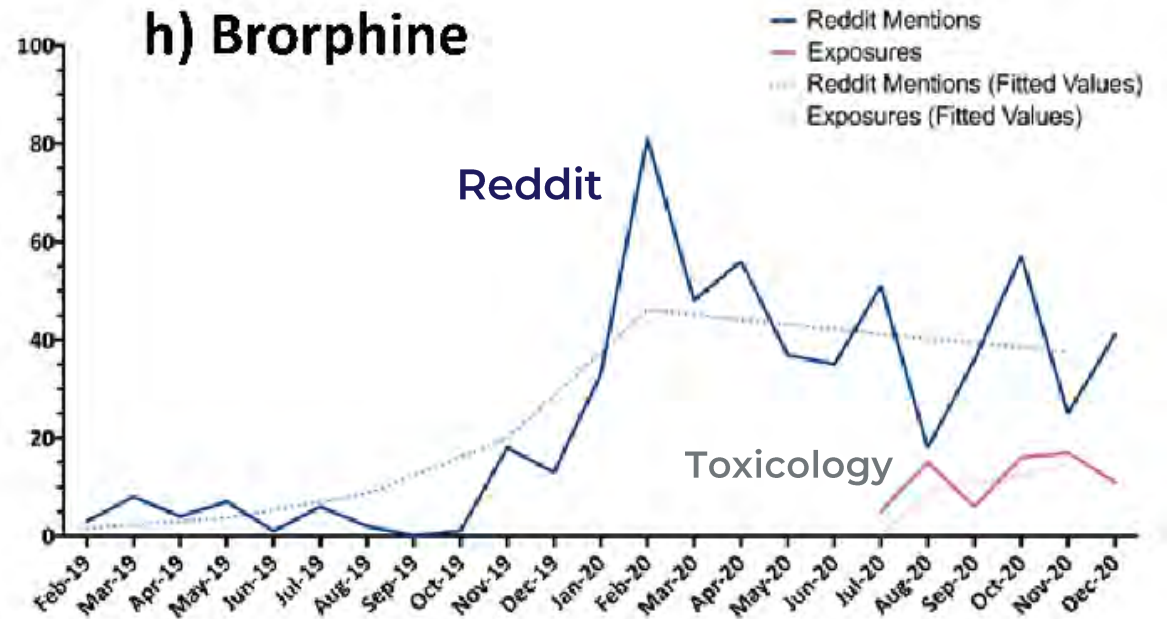 h) Brorphine
Reddit Mentions
Exposures
Reddit Mentions (Fitted Values)
Exposures (Fitted Values)
100
80
60
40
20
0
Reddit
Toxicology
Feb-19
Mar-19
Apr-19
May-19
Jun-19
Jul-19
Aug-19
Sep-19
Oct-19
Nov-19
Dec-19
Jan-20
Feb-20
Mar-20
Apr-20
May-20
Jun-20
Jul-20
Aug-20
Sep-20
Oct-20
Nov-20
Dec-20